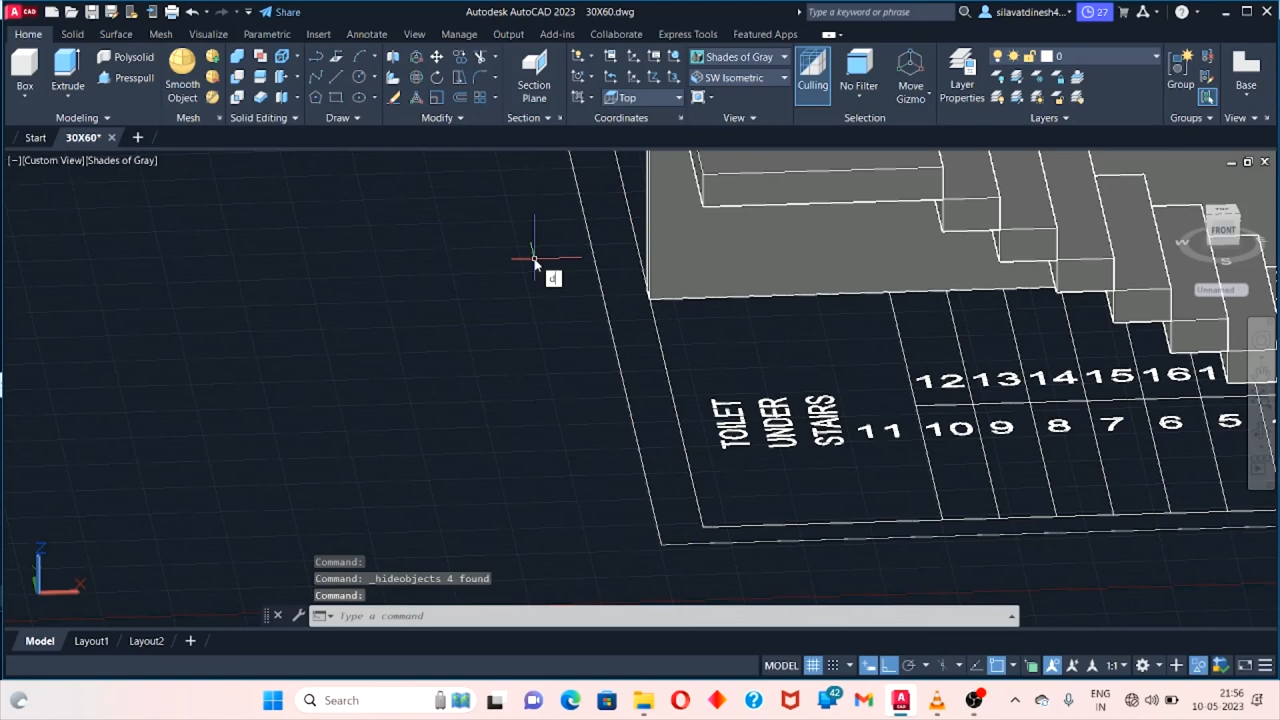 CAD
Share
Autodesk AutoCAD 2023 30X60.dwg
Type a keyword or phrase
silavatdinesh4...
27
Home Solid Surface Mesh Visualize Parametric Insert Annotate View Manage Output Add-ins Collaborate Express Tools Featured Apps
Box
Extrude
Polysolid
Presspull
Smooth
Object
Section
Plane
Top
Shades of Gray
SW Isometric
Culling
No Filter
Move
Gizmo
Layer
Properties
0
Group
Base
Modeling Mesh Solid Editing Draw Modify Section Coordinates View Selection Layers Groups View
Start 30X60*
[−][Custom View][Shades of Gray]
d
TOP
FRONT
W
S
Unnamed
12 13 14 15 16 1
TOILET
UNDER
STAIRS
11 10 9 8 7 6 5
Z
X
Command:
Command: _hideobjects 4 found
Command:
Type a command
Model Layout1 Layout2
MODEL
1:1
Search
42
CAD
ENG
IN
21:56
10-05-2023